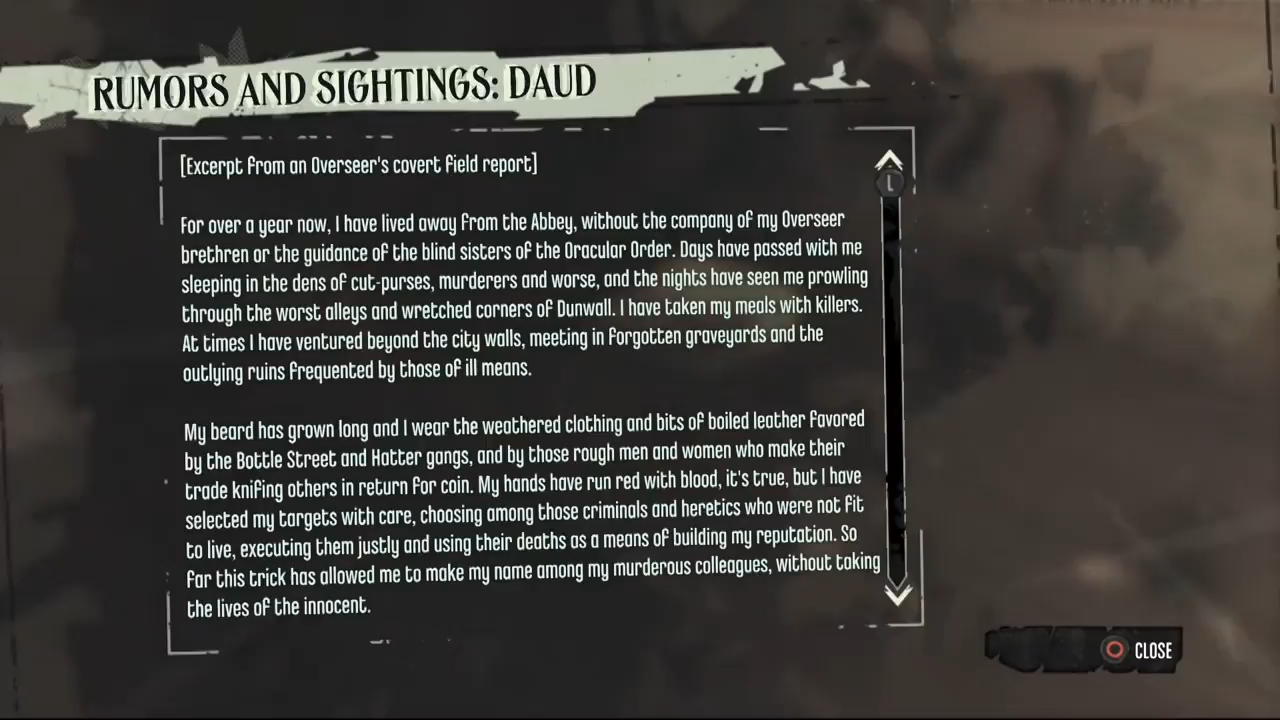 RUMORS AND SIGHTINGS: DAUD
[Excerpt from an Overseer's covert field report]
For over a year now, I have lived away from the Abbey, without the company of my Overseer
brethren or the guidance of the blind sisters of the Oracular Order. Days have passed with me
sleeping in the dens of cut-purses, murderers and worse, and the nights have seen me prowling
through the worst alleys and wretched corners of Dunwall. I have taken my meals with killers.
At times I have ventured beyond the city walls, meeting in forgotten graveyards and the
outlying ruins frequented by those of ill means.
My beard has grown long and I wear the weathered clothing and bits of boiled leather favored
by the Bottle Street and Hatter gangs, and by those rough men and women who make their
trade knifing others in return for coin. My hands have run red with blood, it's true, but I have
selected my targets with care, choosing among those criminals and heretics who were not fit
to live, executing them justly and using their deaths as a means of building my reputation. So
far this trick has allowed me to make my name among my murderous colleagues, without taking
the lives of the innocent.
L
CLOSE